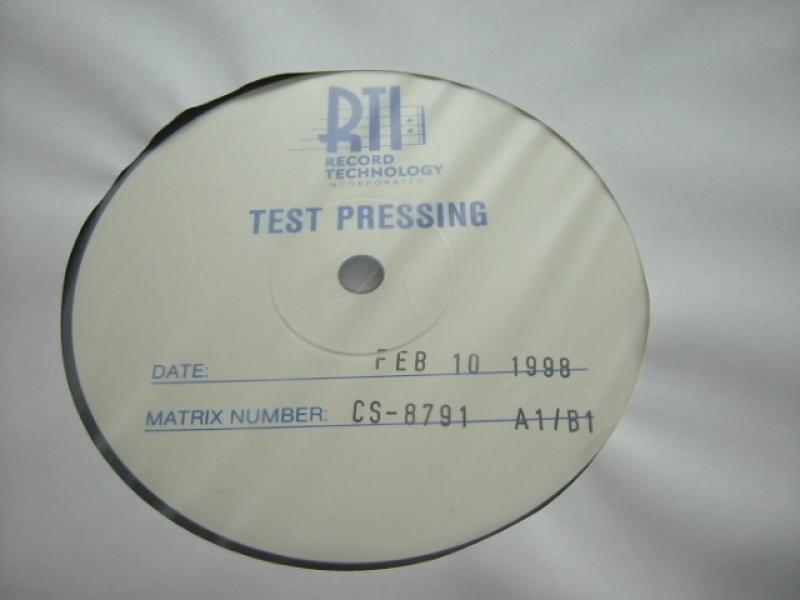 RTI
RECORD
TECHNOLOGY
INCORPORATED
TEST PRESSING
DATE: FEB 10 1998
MATRIX NUMBER: CS-8791 A1/B1